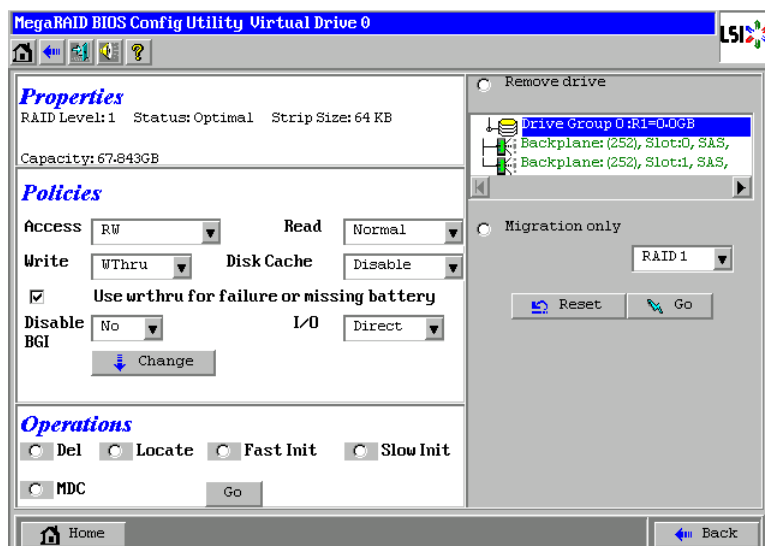 MegaRAID BIOS Config Utility Virtual Drive 0
LSI
Properties
RAID Level: 1 Status: Optimal Strip Size: 64 KB
Capacity: 67.843GB
Policies
Access RW Read Normal
Write WThru Disk Cache Disable
Use wrthru for failure or missing battery
Disable BGI No I/O Direct
Change
Operations
Del Locate Fast Init Slow Init
MDC Go
Remove drive
Drive Group 0 :R1=0.0GB
Backplane: (252), Slot:0, SAS,
Backplane: (252), Slot:1, SAS,
Migration only
RAID 1
Reset Go
Home Back